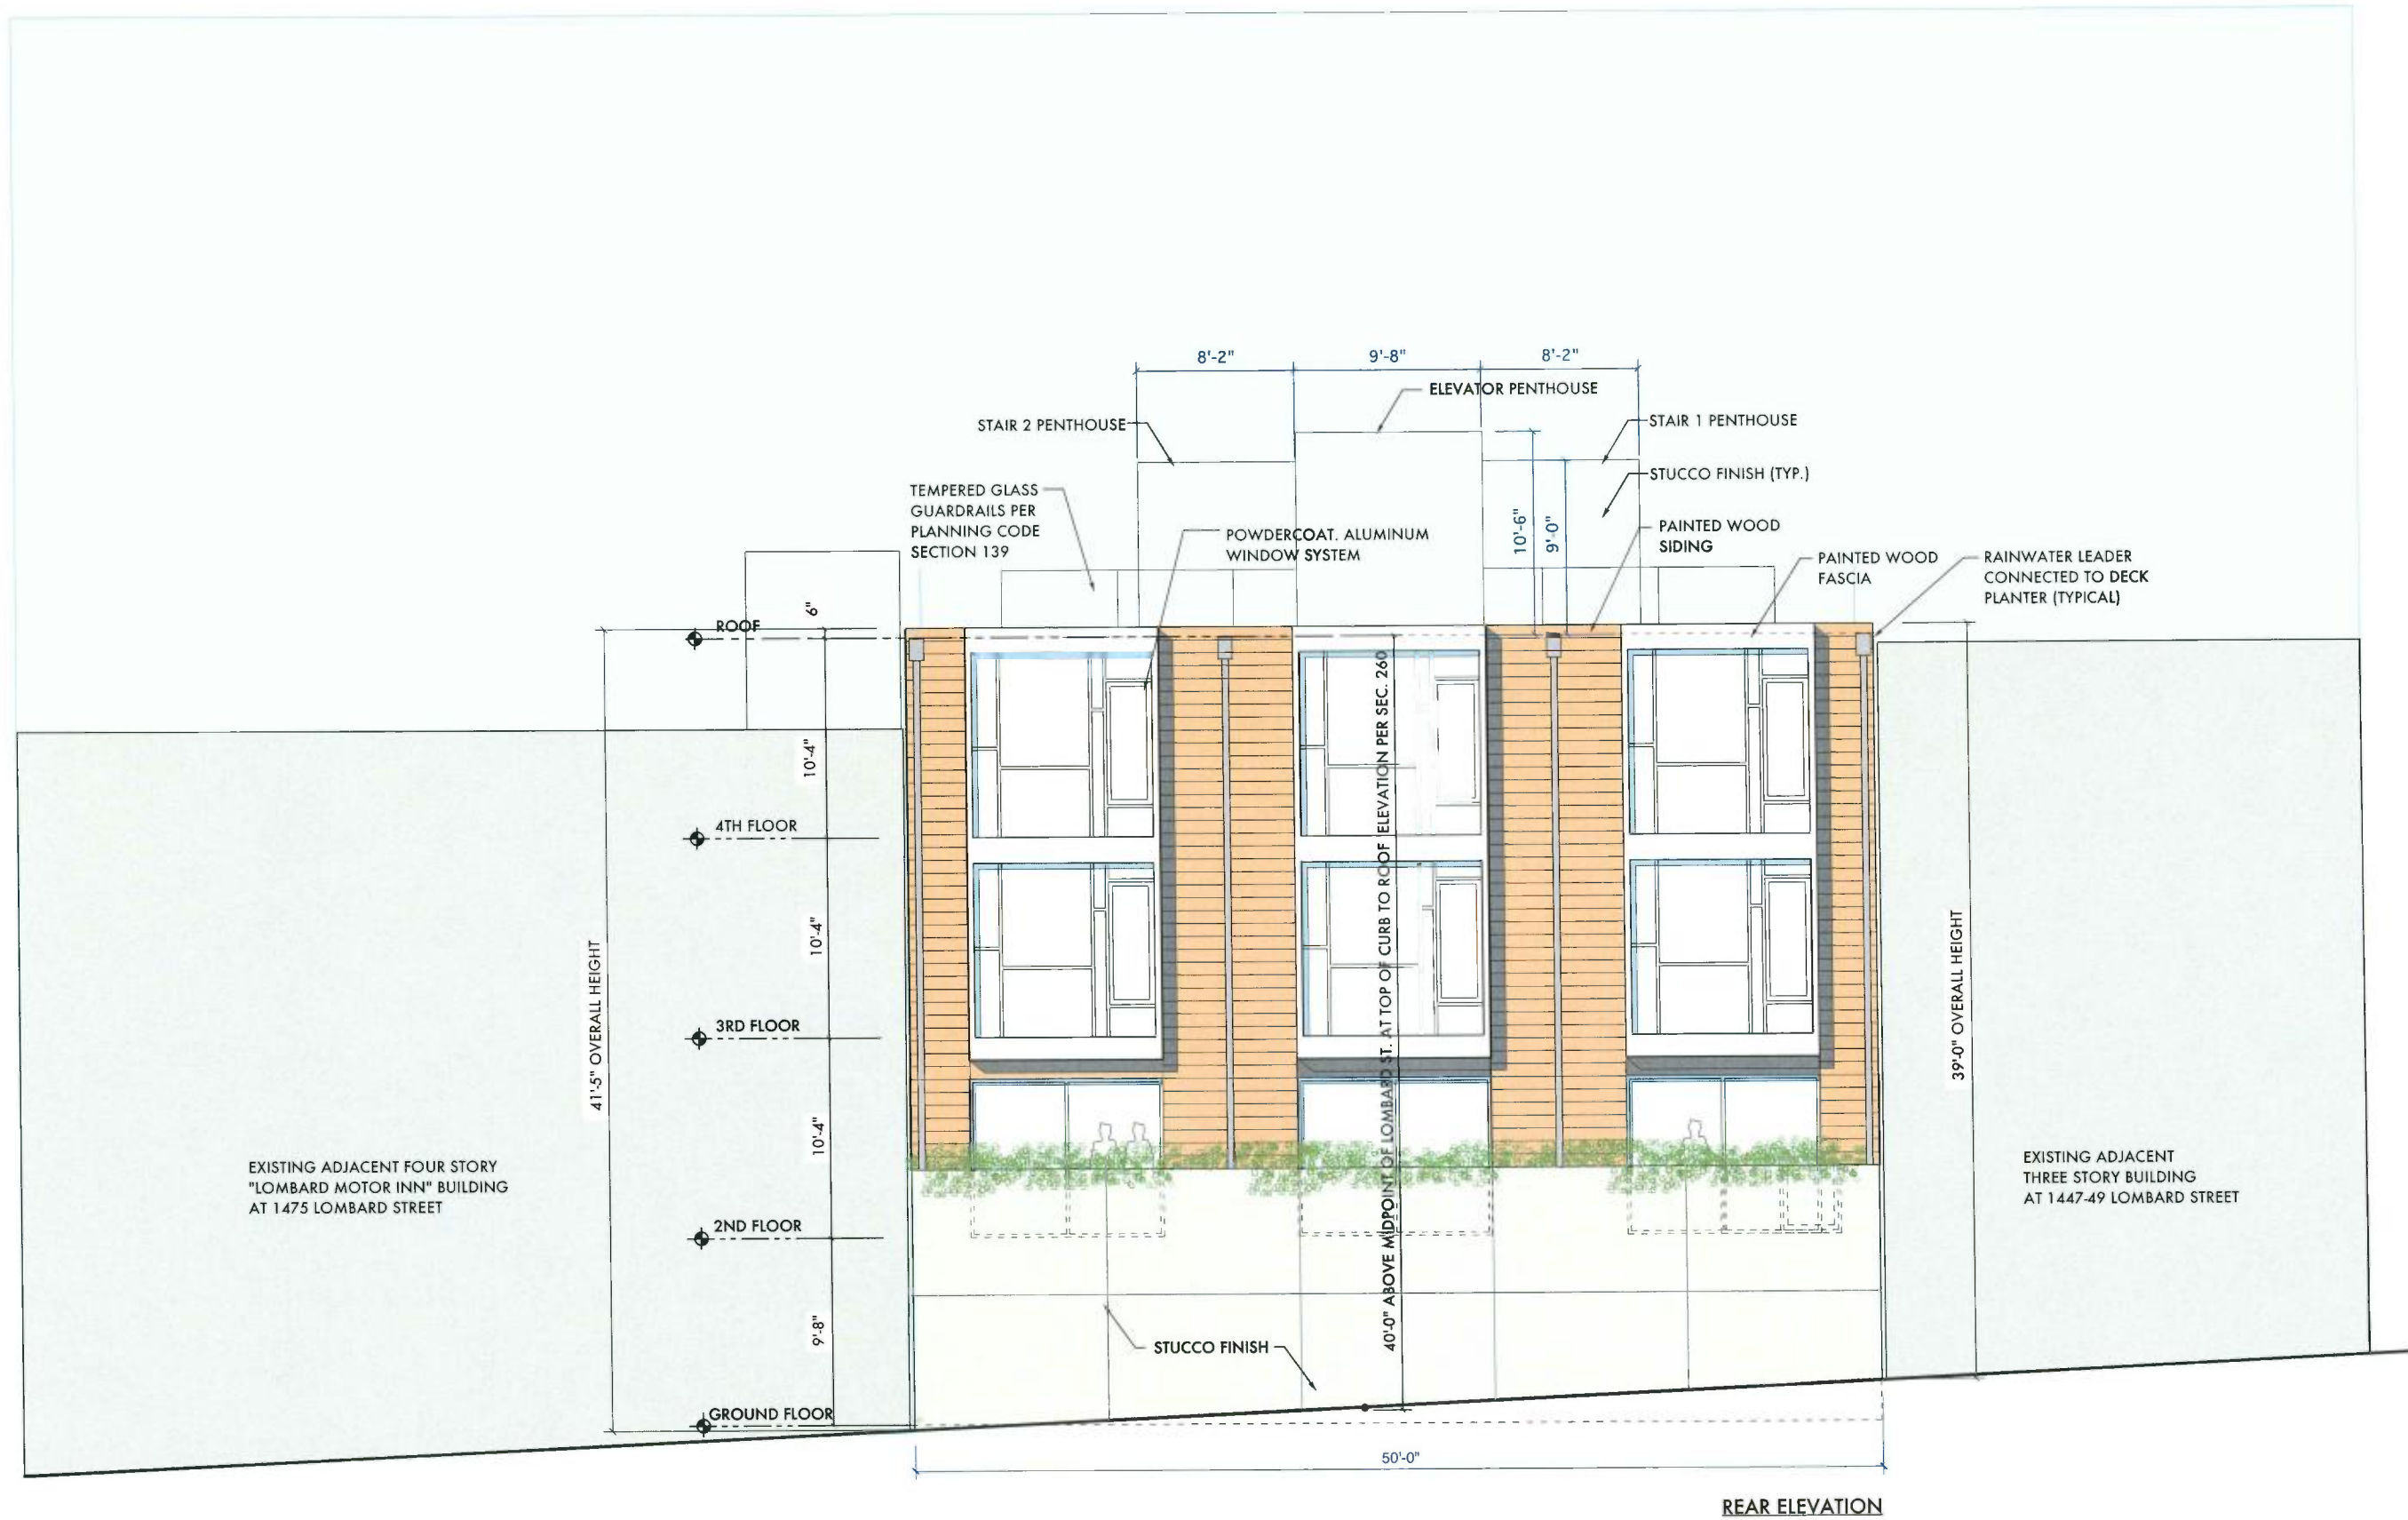 8'-2"
9'-8"
8'-2"
ELEVATOR PENTHOUSE
STAIR 2 PENTHOUSE
STAIR 1 PENTHOUSE
STUCCO FINISH (TYP.)
TEMPERED GLASS
GUARDRAILS PER
PLANNING CODE
SECTION 139
POWDERCOAT. ALUMINUM
WINDOW SYSTEM
10'-6"
9'-0"
PAINTED WOOD
SIDING
PAINTED WOOD
FASCIA
RAINWATER LEADER
CONNECTED TO DECK
PLANTER (TYPICAL)
ROOF
6"
10'-4"
4TH FLOOR
10'-4"
3RD FLOOR
10'-4"
2ND FLOOR
9'-8"
GROUND FLOOR
41'-5" OVERALL HEIGHT
40'-0" ABOVE MIDPOINT OF LOMBARD ST. AT TOP OF CURB TO ROOF ELEVATION PER SEC. 260
39'-0" OVERALL HEIGHT
EXISTING ADJACENT FOUR STORY
"LOMBARD MOTOR INN" BUILDING
AT 1475 LOMBARD STREET
EXISTING ADJACENT
THREE STORY BUILDING
AT 1447-49 LOMBARD STREET
STUCCO FINISH
50'-0"
REAR ELEVATION